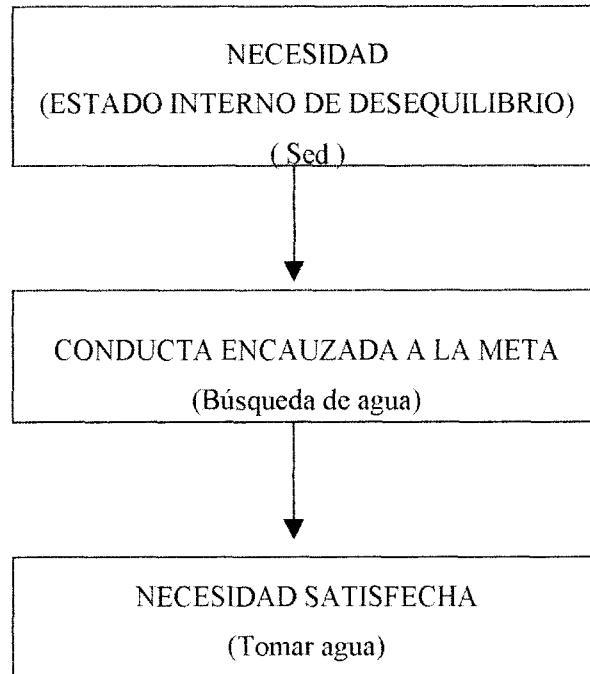 NECESIDAD
(ESTADO INTERNO DE DESEQUILIBRIO)
( Sed )
CONDUCTA ENCAUZADA A LA META
(Búsqueda de agua)
NECESIDAD SATISFECHA
(Tomar agua)